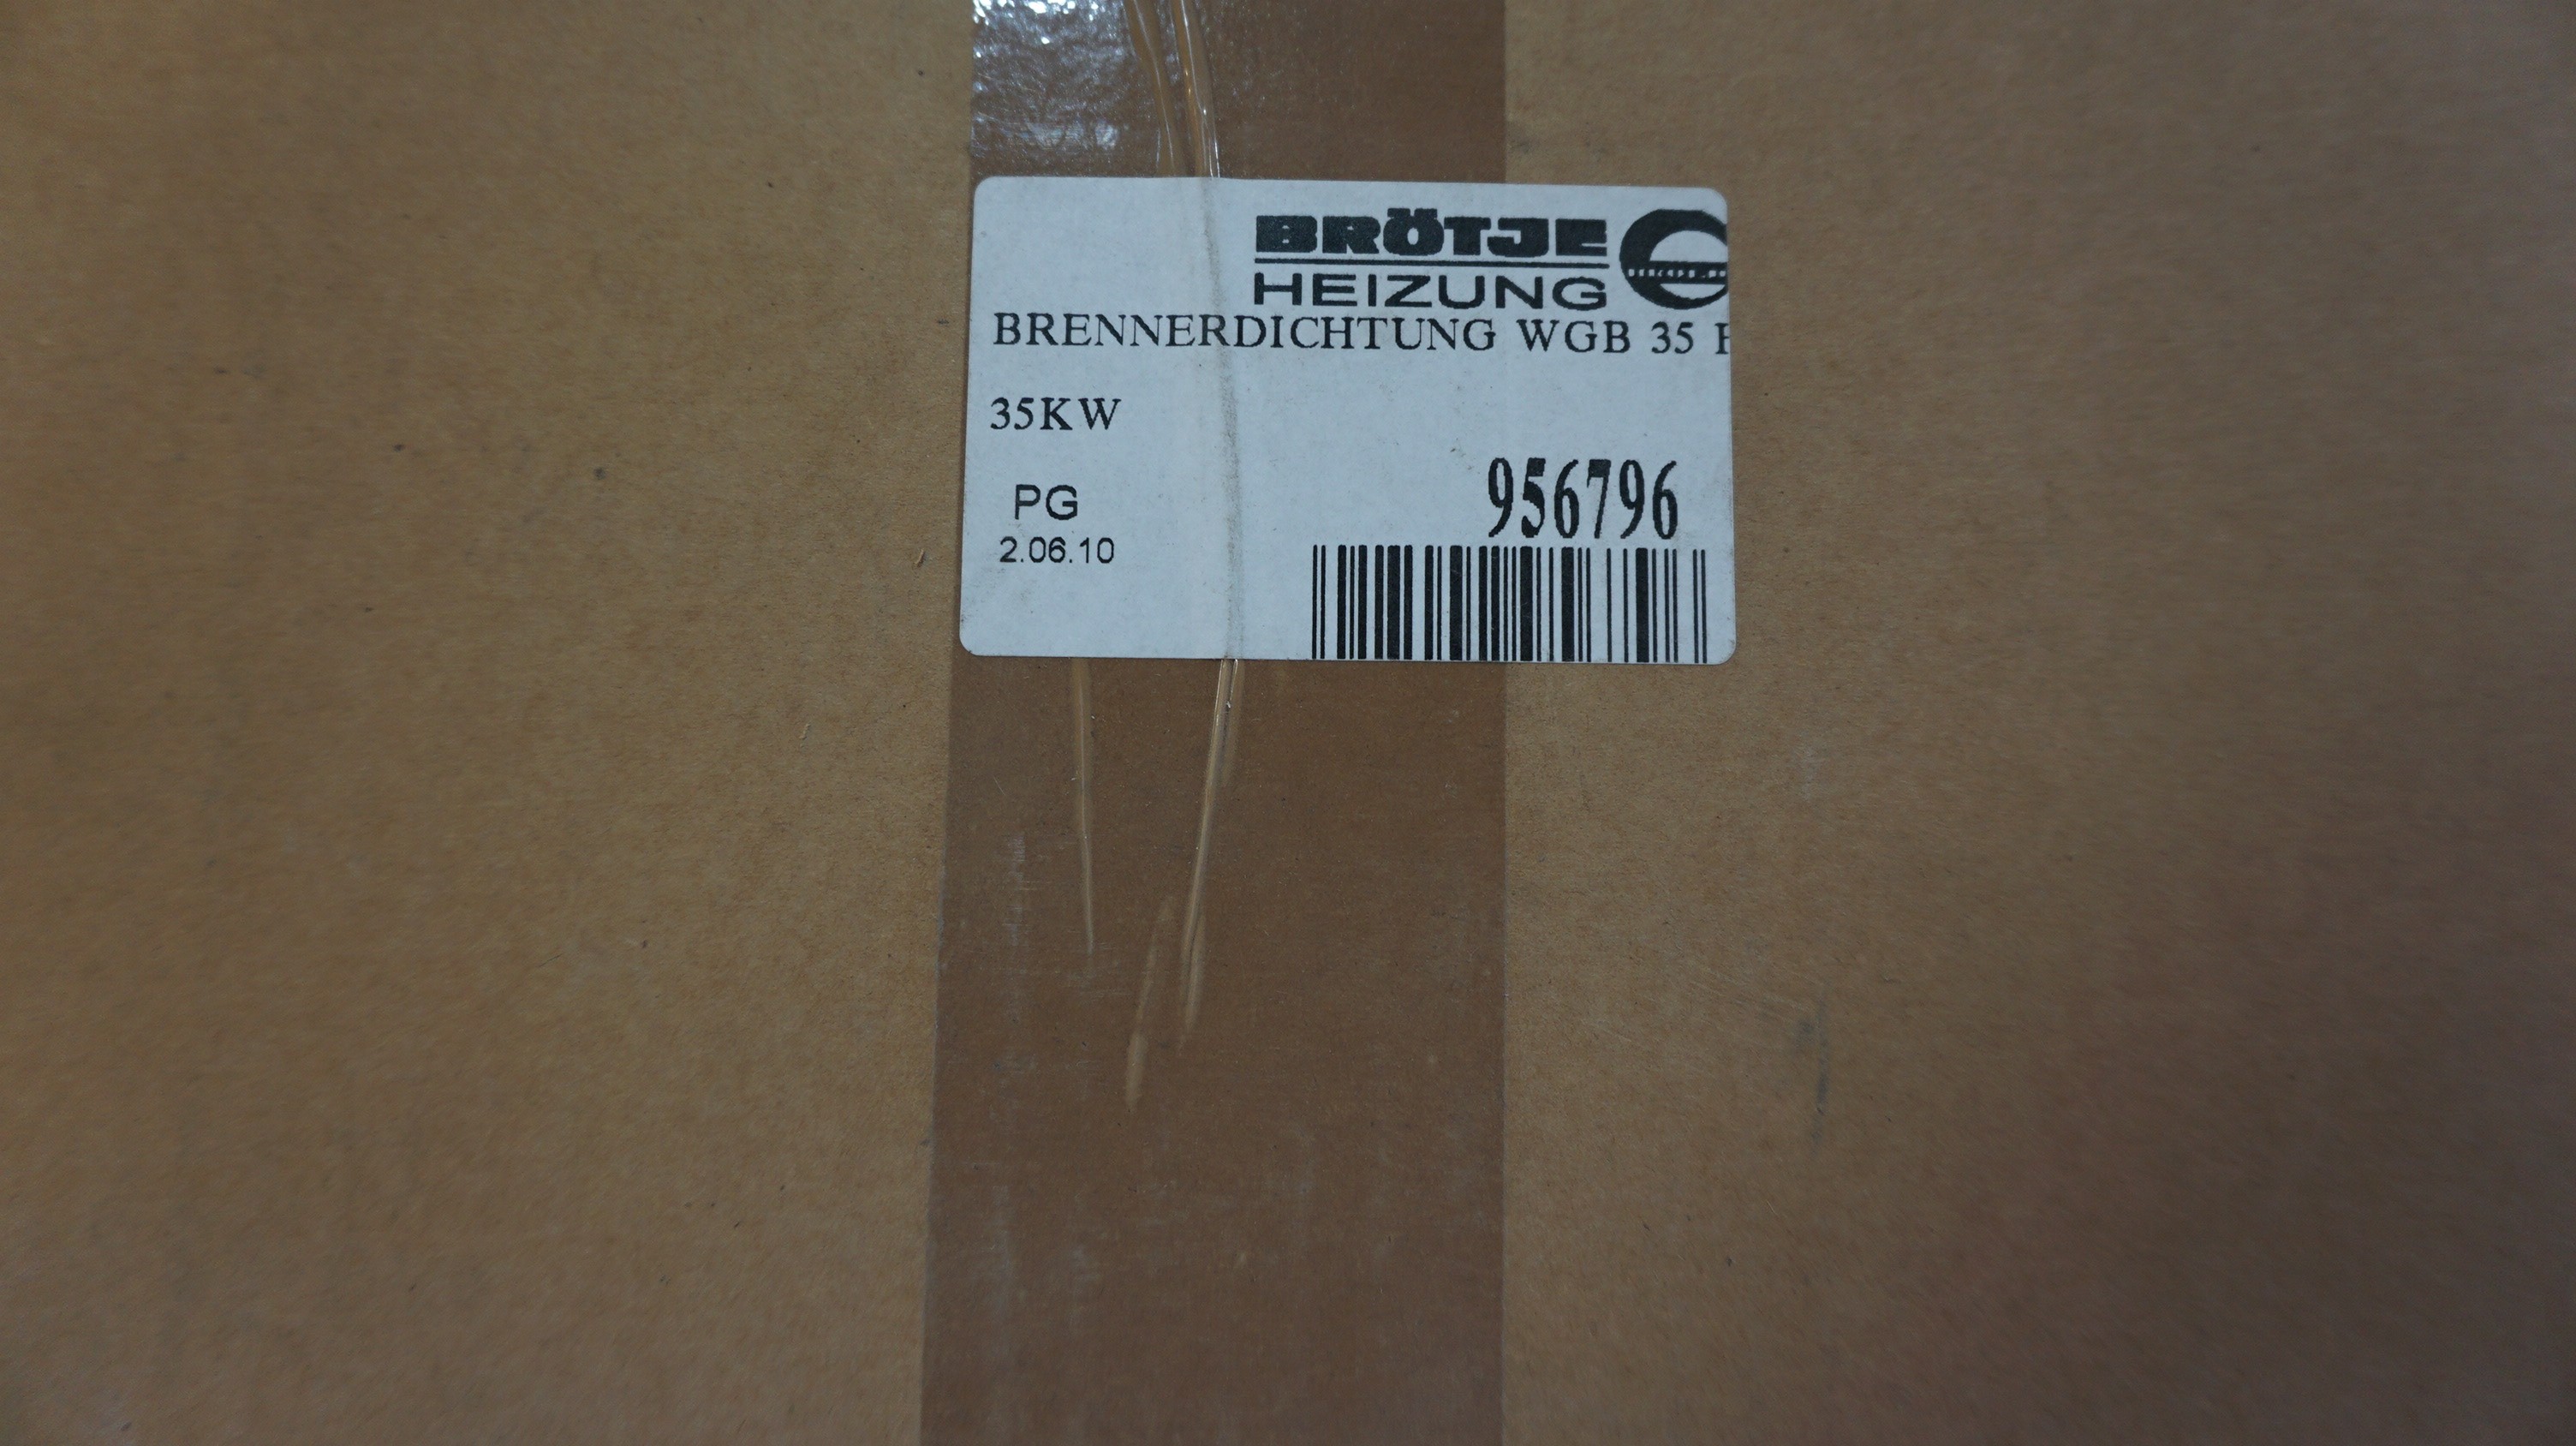 BRÖTJE
HEIZUNG
BRENNERDICHTUNG WGB 35
35KW
956796
PG
2.06.10